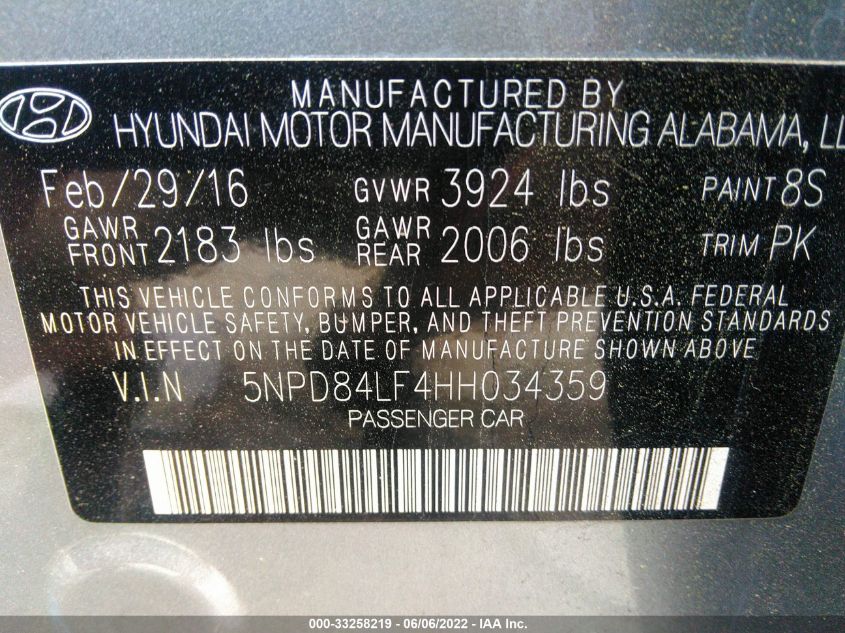 MANUFACTURED BY
HYUNDAI MOTOR MANUFACTURING ALABAMA, LL
Feb/29/16 GVWR 3924 lbs PAINT 8S
GAWR FRONT 2183 lbs GAWR REAR 2006 lbs TRIM PK
THIS VEHICLE CONFORMS TO ALL APPLICABLE U.S.A. FEDERAL
MOTOR VEHICLE SAFETY, BUMPER, AND THEFT PREVENTION STANDARDS
IN EFFECT ON THE DATE OF MANUFACTURE SHOWN ABOVE.
V.I.N 5NPD84LF4HH034359
PASSENGER CAR
000-33258219 - 06/06/2022 - IAA Inc.